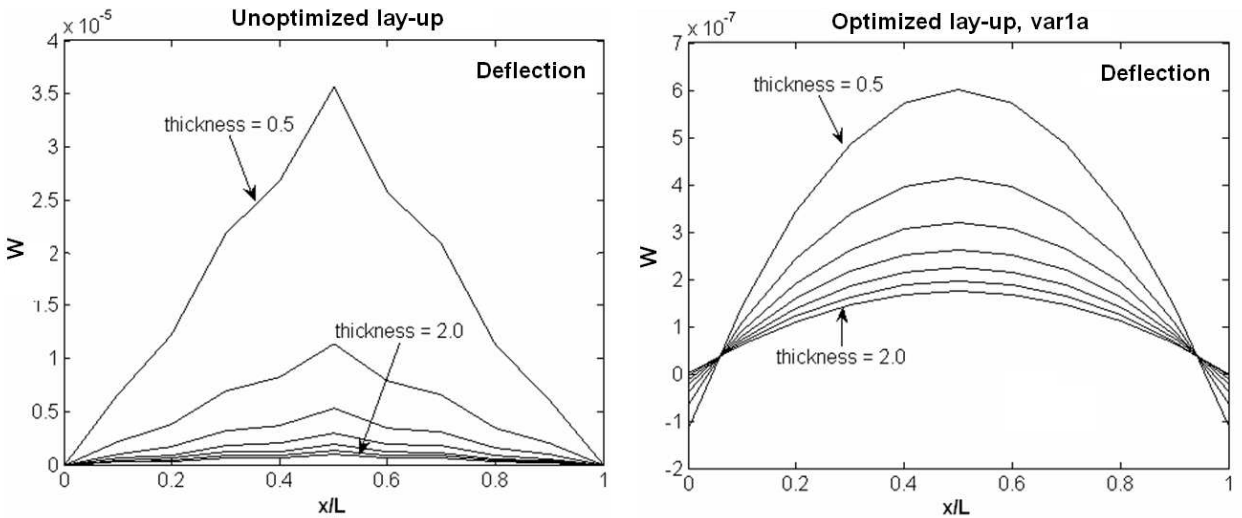 Unoptimized lay-up
x 10^-5
Deflection
thickness = 0.5
thickness = 2.0
4
3.5
3
2.5
2
1.5
1
0.5
0
W
0 0.2 0.4 0.6 0.8 1
x/L
Optimized lay-up, var1a
x 10^-7
Deflection
thickness = 0.5
thickness = 2.0
7
6
5
4
3
2
1
0
-1
-2
W
0 0.2 0.4 0.6 0.8 1
x/L